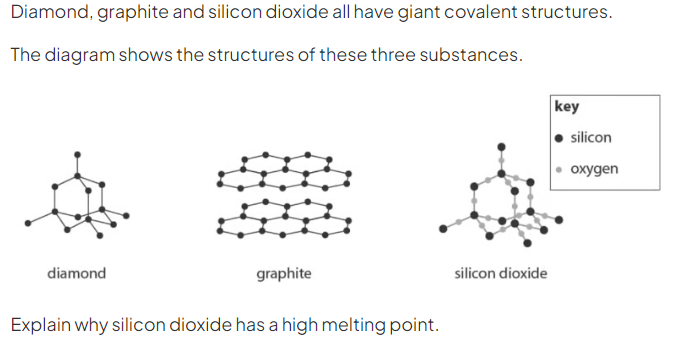 Diamond, graphite and silicon dioxide all have giant covalent structures.
The diagram shows the structures of these three substances.
key
silicon
oxygen
diamond
graphite
silicon dioxide
Explain why silicon dioxide has a high melting point.